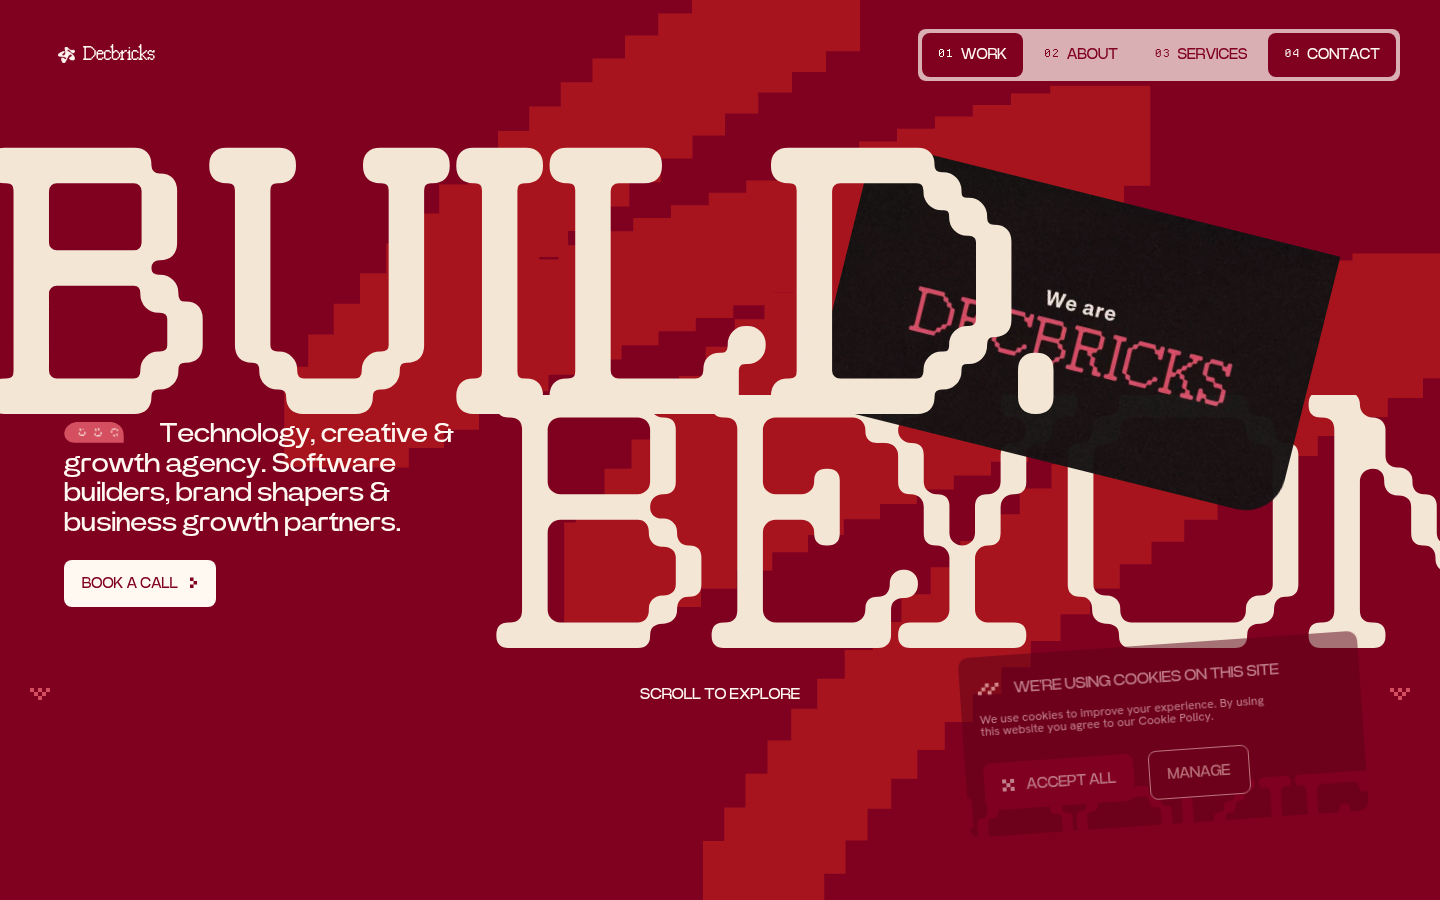 Decbricks
01 WORK
02 ABOUT
03 SERVICES
04 CONTACT
BUILD.
We are
DECBRICKS
BEYON
Technology, creative &
growth agency. Software
builders, brand shapers &
business growth partners.
BOOK A CALL
SCROLL TO EXPLORE
WE'RE USING COOKIES ON THIS SITE
We use cookies to improve your experience. By using
this website you agree to our Cookie Policy.
ACCEPT ALL
MANAGE